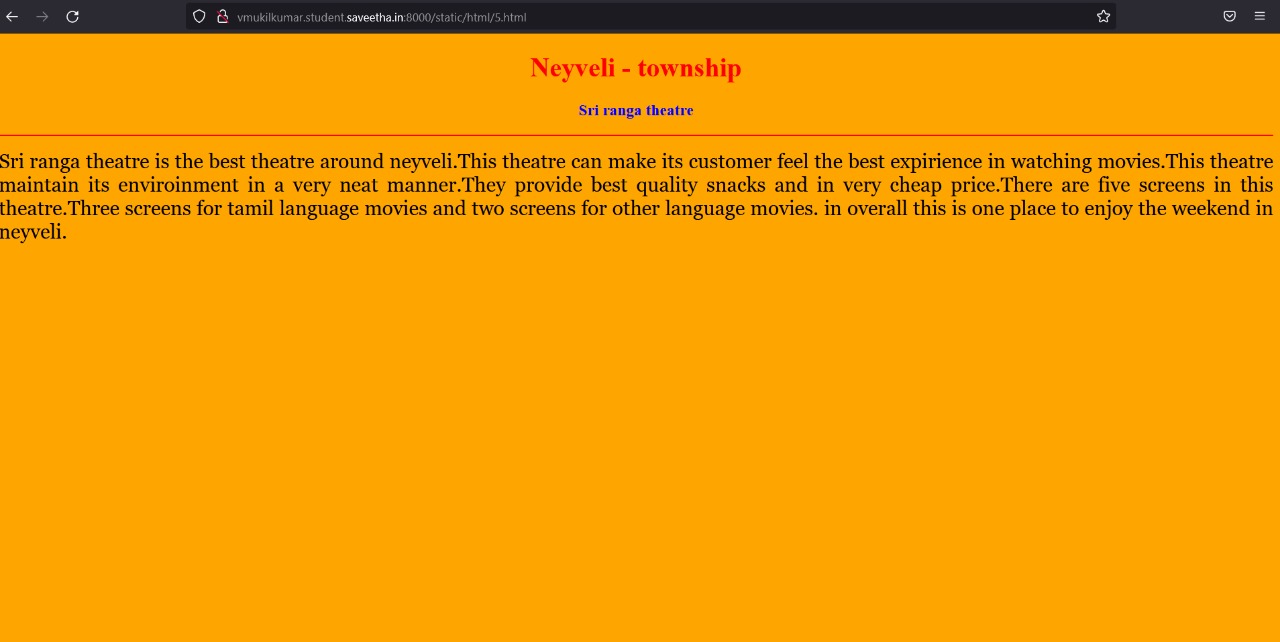 vmukilkumar.student.saveetha.in:8000/static/html/5.html
Neyveli - township
Sri ranga theatre
Sri ranga theatre is the best theatre around neyveli.This theatre can make its customer feel the best expirience in watching movies.This theatre
maintain its enviroinment in a very neat manner.They provide best quality snacks and in very cheap price.There are five screens in this
theatre.Three screens for tamil language movies and two screens for other language movies. in overall this is one place to enjoy the weekend in
neyveli.